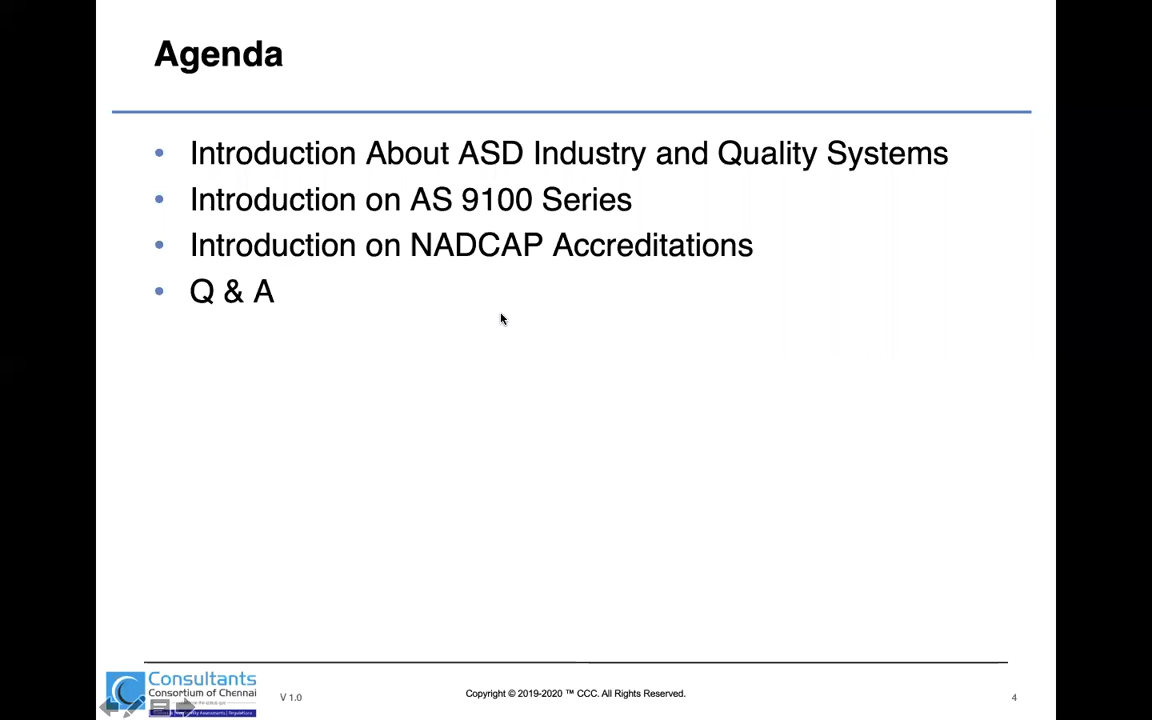 Agenda
• Introduction About ASD Industry and Quality Systems
• Introduction on AS 9100 Series
• Introduction on NADCAP Accreditations
• Q & A
Consultants
Consortium of Chennai
V 1.0
Copyright © 2019-2020 ™ CCC. All Rights Reserved.
4